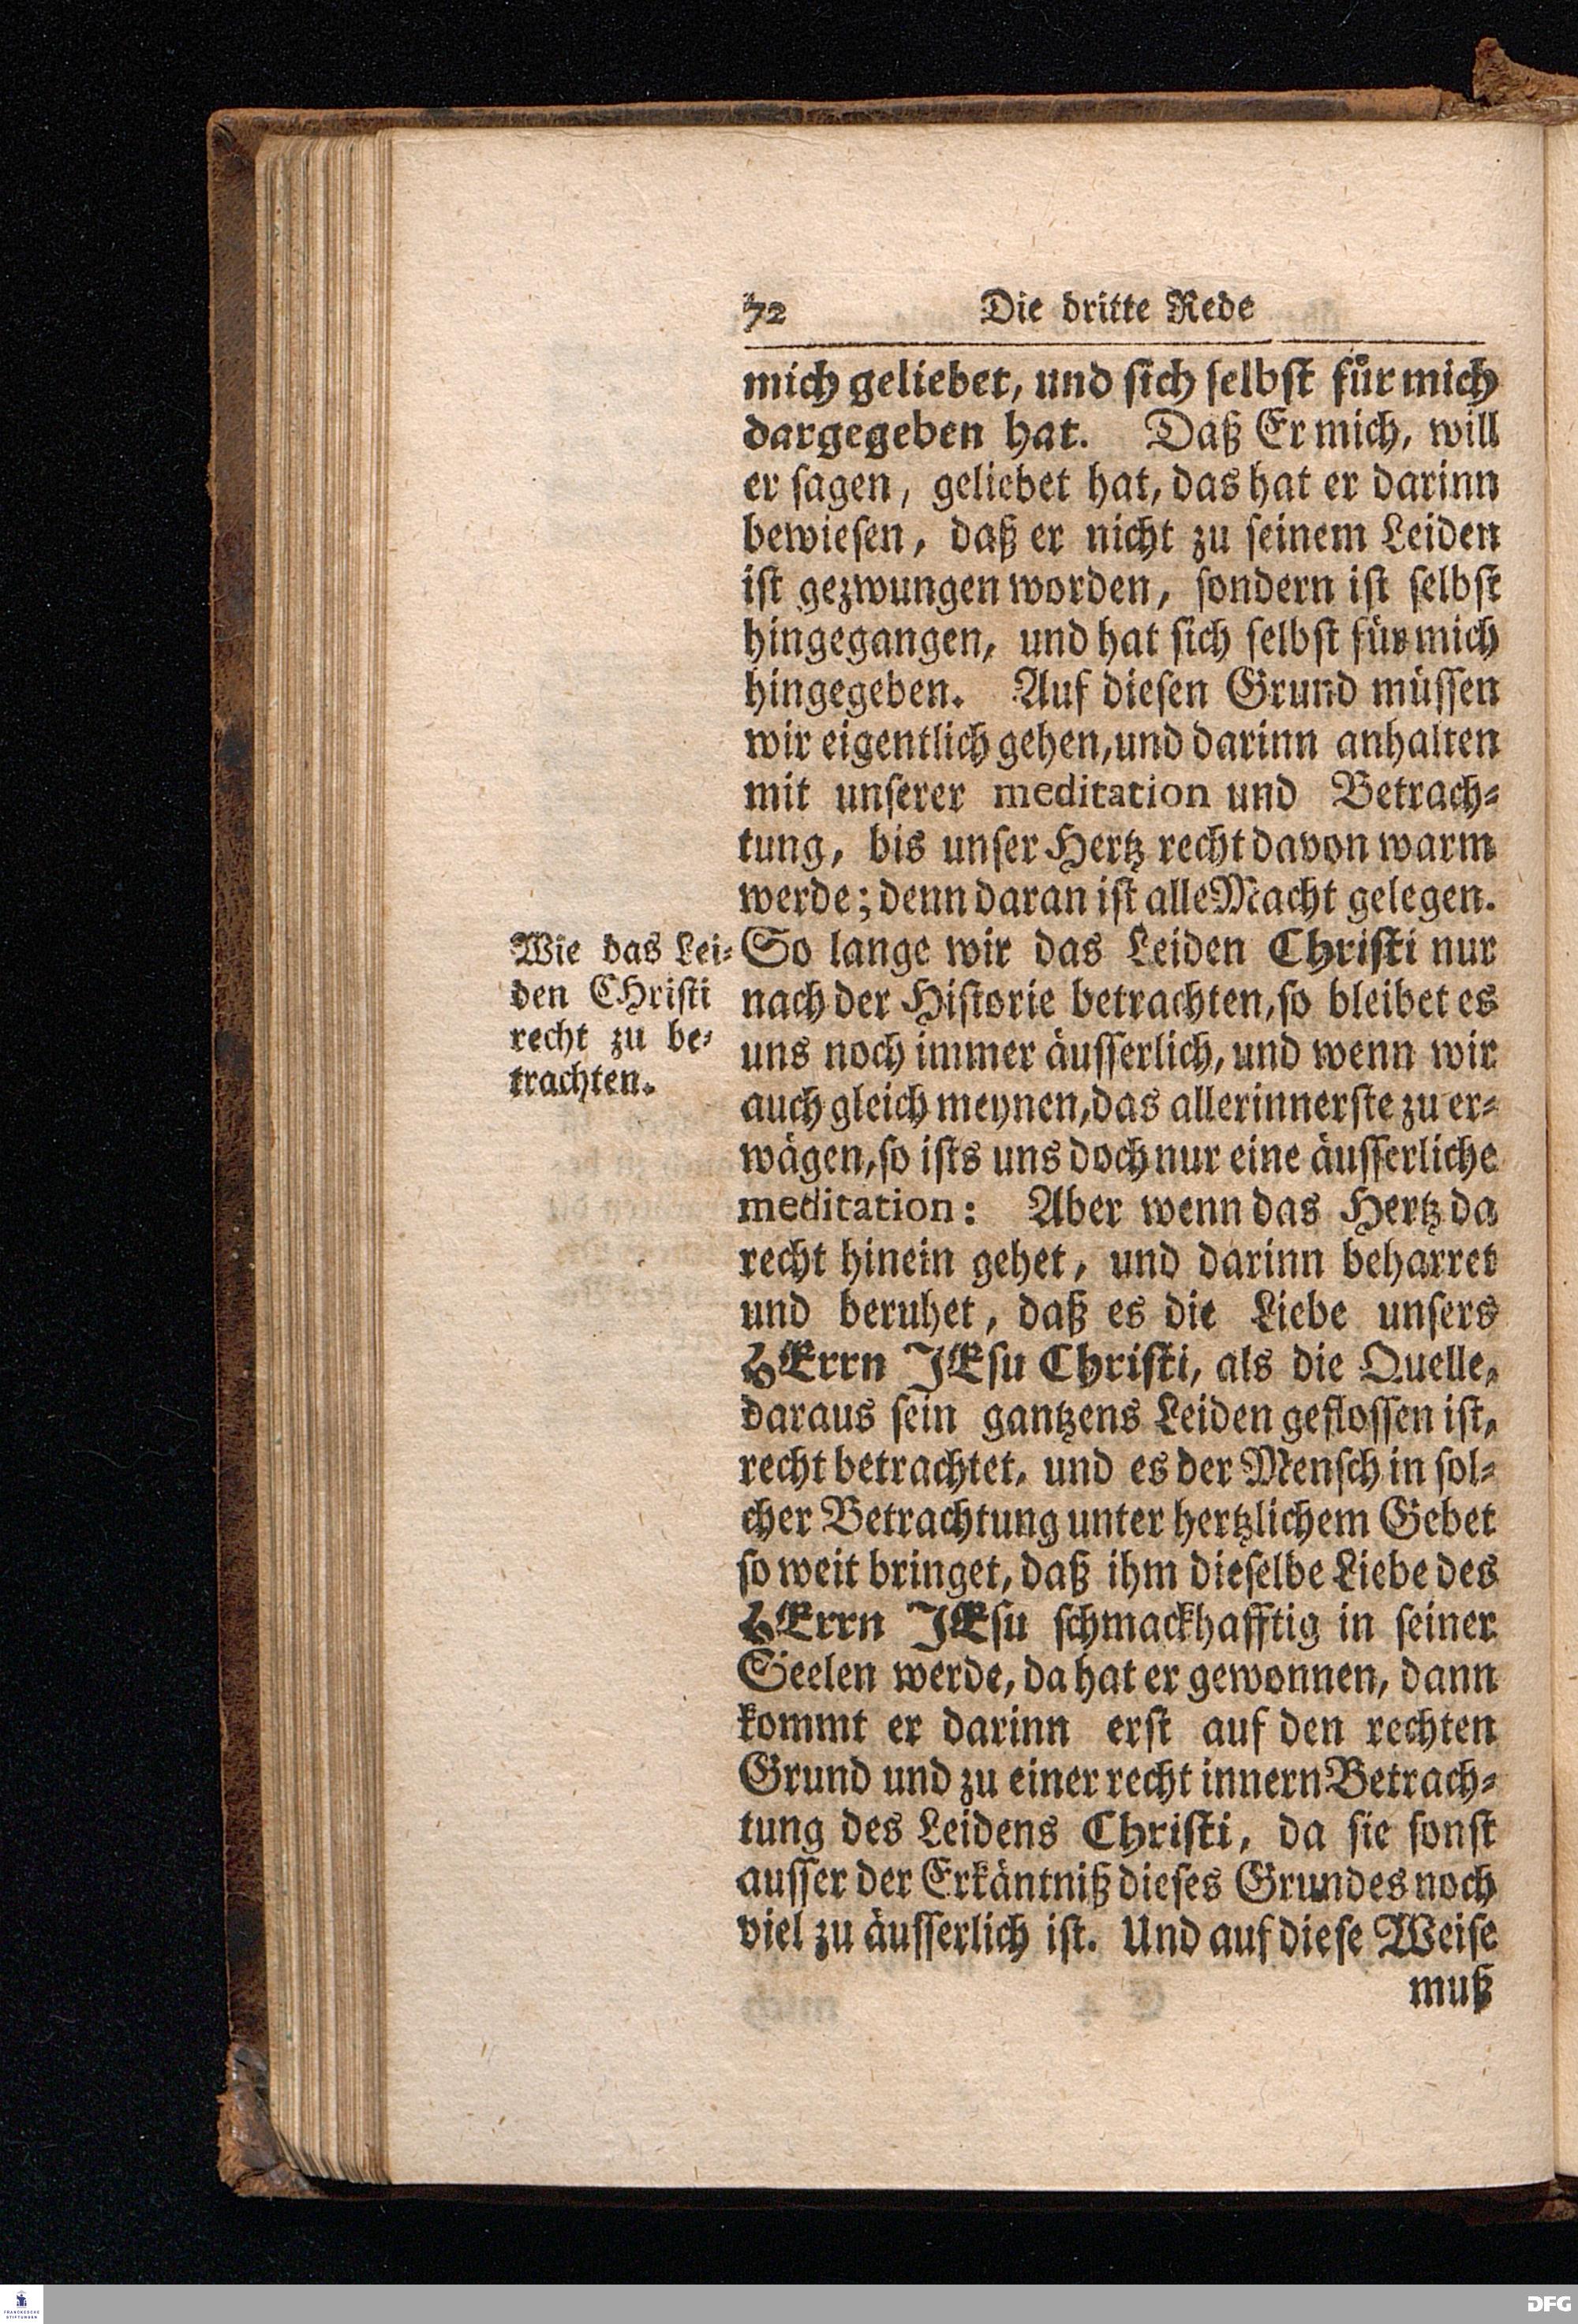 72 Die dritte Rede
mich geliebet, und sich selbst für mich
dargegeben hat. Daß Er mich, will
er sagen, geliebet hat, das hat er darinn
bewiesen, daß er nicht zu seinem Leiden
ist gezwungen worden, sondern ist selbst
hingegangen, und hat sich selbst für mich
hingegeben. Auf diesen Grund müssen
wir eigentlich gehen, und darinn anhalten
mit unserer meditation und Betrach-
tung, bis unser Hertz recht davon warm
werde; denn daran ist alle Macht gelegen.
Wie das Lei-
den CHristi
recht zu be-
trachten.
So lange wir das Leiden Christi nur
nach der Historie betrachten, so bleibet es
uns noch immer äusserlich, und wenn wir
auch gleich meynen, das allerinnerste zu er-
wägen, so ists uns doch nur eine äusserliche
meditation: Aber wenn das Hertz da
recht hinein gehet, und darinn beharret
und beruhet, daß es die Liebe unsers
HErrn JEsu Christi, als die Quelle,
daraus sein gantzens Leiden geflossen ist,
recht betrachtet, und es der Mensch in sol-
cher Betrachtung unter hertzlichem Gebet
so weit bringet, daß ihm dieselbe Liebe des
HErrn JEsu schmackhafftig in seiner
Seelen werde, da hat er gewonnen, dann
kommt er darinn erst auf den rechten
Grund und zu einer recht innern Betrach-
tung des Leidens Christi, da sie sonst
ausser der Erkäntniß dieses Grundes noch
viel zu äusserlich ist. Und auf diese Weise
muß
FRANCKESCHE
STIFTUNGEN
DFG